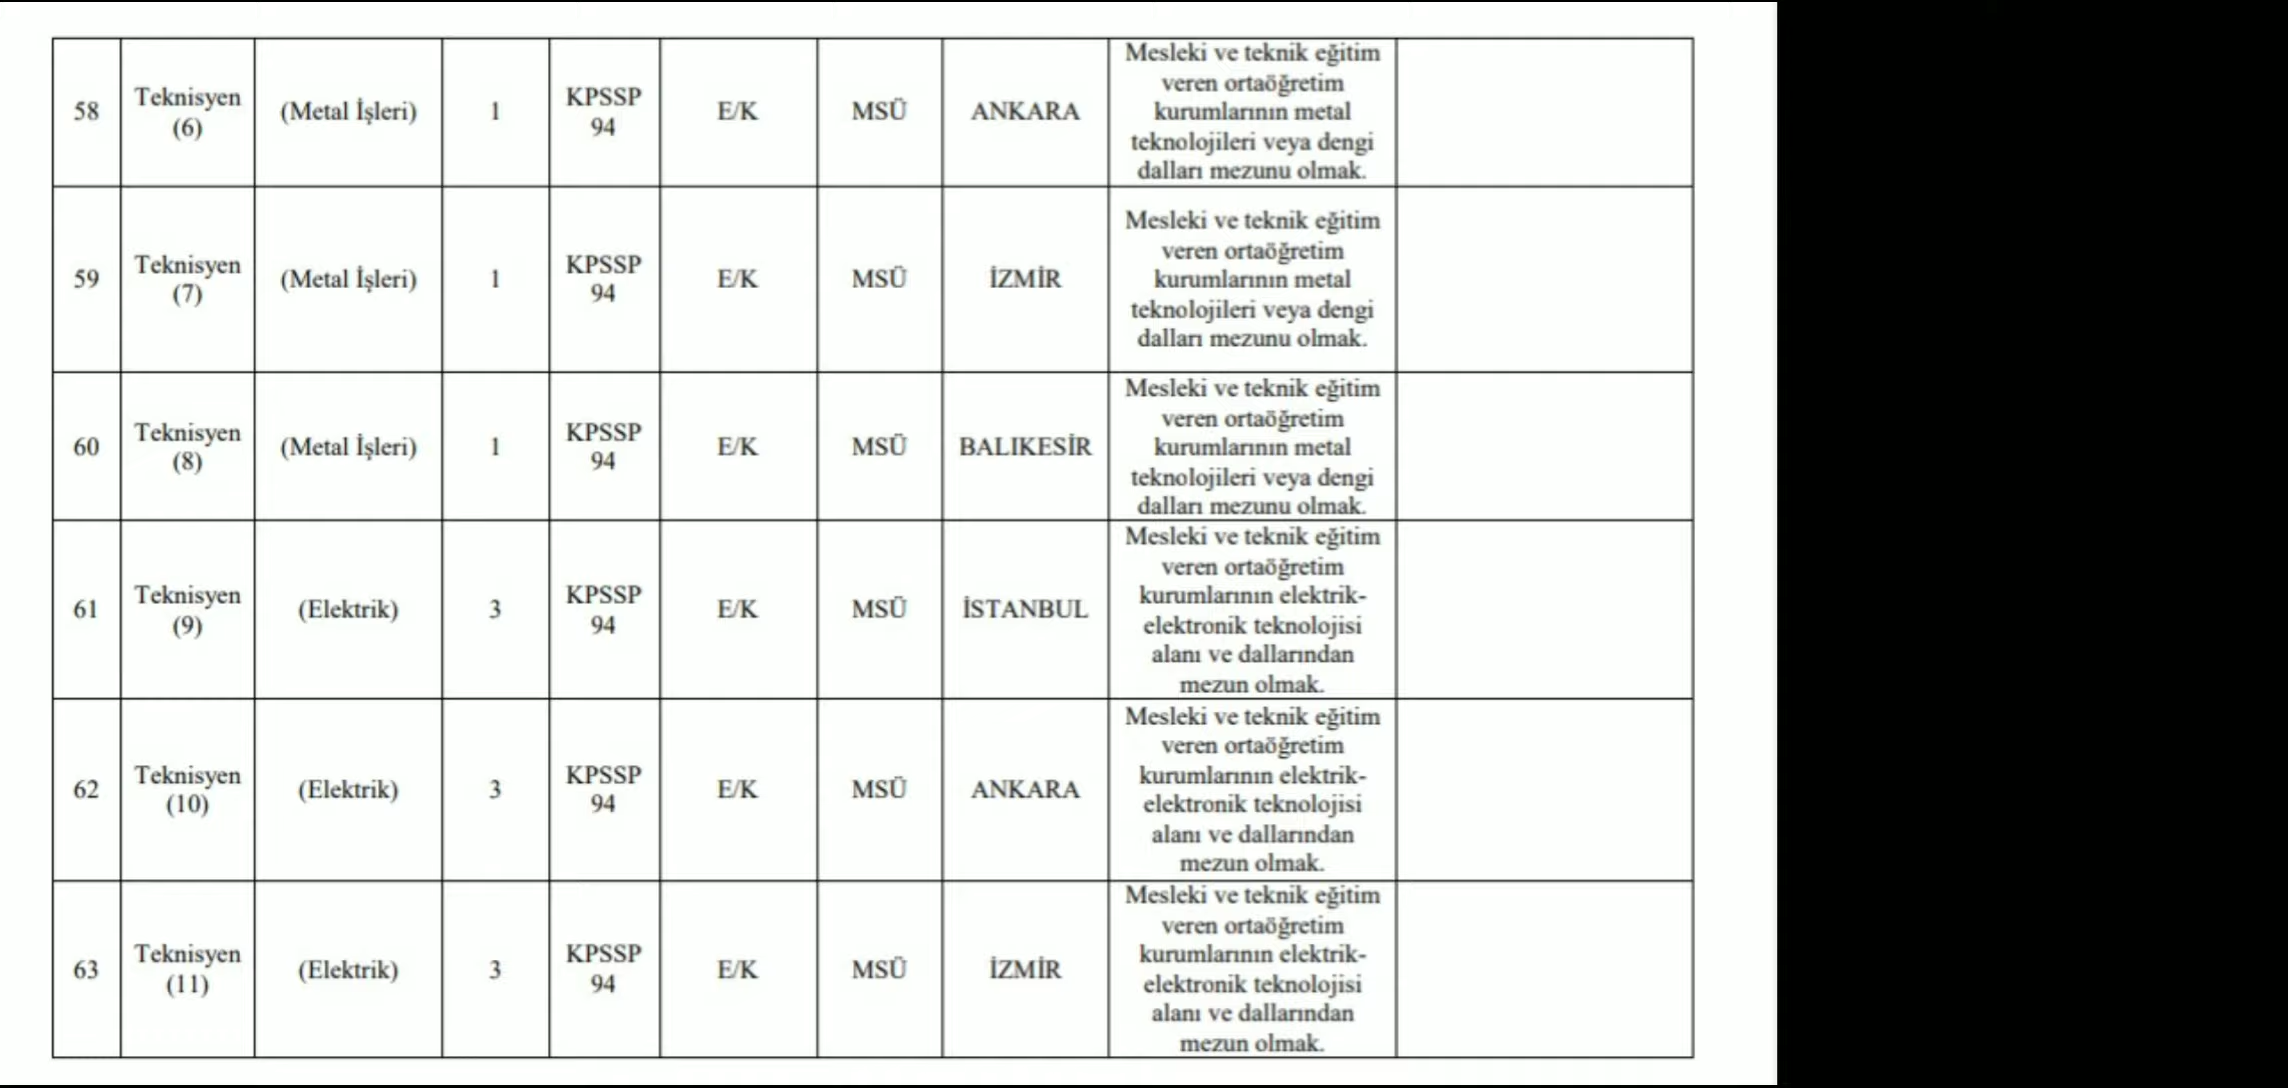 58 Teknisyen (6) (Metal İşleri) 1 KPSSP 94 E/K MSÜ ANKARA Mesleki ve teknik eğitim
veren ortaöğretim
kurumlarının metal
teknolojileri veya dengi
dalları mezunu olmak.
59 Teknisyen (7) (Metal İşleri) 1 KPSSP 94 E/K MSÜ İZMİR Mesleki ve teknik eğitim
veren ortaöğretim
kurumlarının metal
teknolojileri veya dengi
dalları mezunu olmak.
60 Teknisyen (8) (Metal İşleri) 1 KPSSP 94 E/K MSÜ BALIKESİR Mesleki ve teknik eğitim
veren ortaöğretim
kurumlarının metal
teknolojileri veya dengi
dalları mezunu olmak.
61 Teknisyen (9) (Elektrik) 3 KPSSP 94 E/K MSÜ İSTANBUL Mesleki ve teknik eğitim
veren ortaöğretim
kurumlarının elektrik-
elektronik teknolojisi
alanı ve dallarından
mezun olmak.
62 Teknisyen (10) (Elektrik) 3 KPSSP 94 E/K MSÜ ANKARA Mesleki ve teknik eğitim
veren ortaöğretim
kurumlarının elektrik-
elektronik teknolojisi
alanı ve dallarından
mezun olmak.
63 Teknisyen (11) (Elektrik) 3 KPSSP 94 E/K MSÜ İZMİR Mesleki ve teknik eğitim
veren ortaöğretim
kurumlarının elektrik-
elektronik teknolojisi
alanı ve dallarından
mezun olmak.